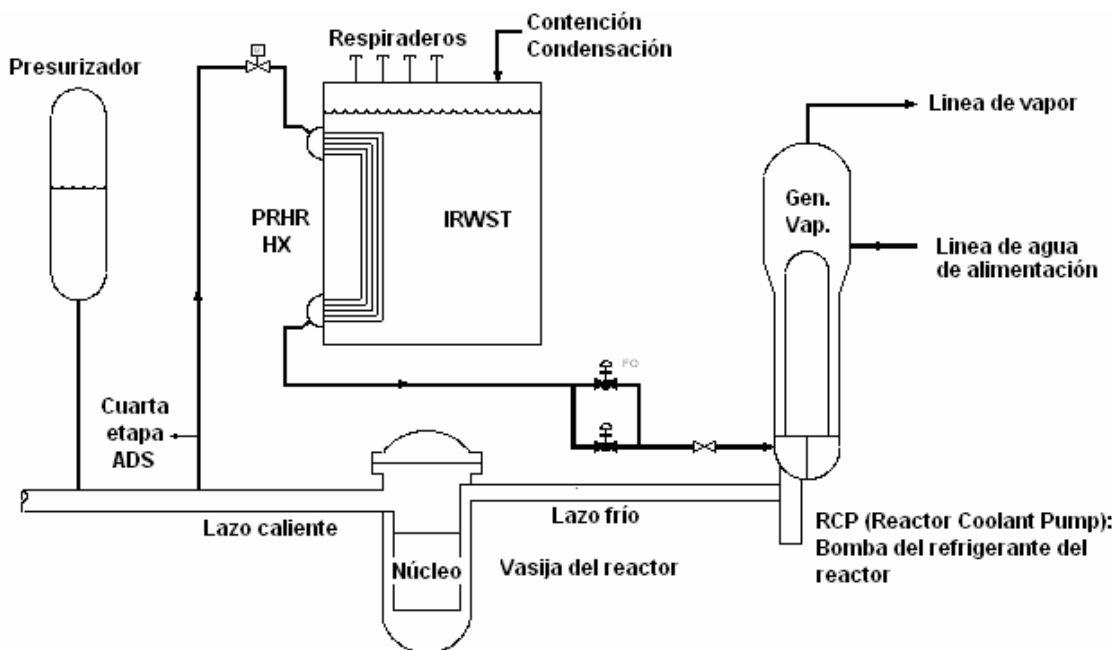 Contención
Condensación
Respiraderos
Presurizador
Linea de vapor
Gen.
Vap.
PRHR
HX
IRWST
Linea de agua
de alimentación
FO
Cuarta
etapa
ADS
Lazo caliente
Lazo frío
RCP (Reactor Coolant Pump):
Bomba del refrigerante del
reactor
Núcleo
Vasija del reactor